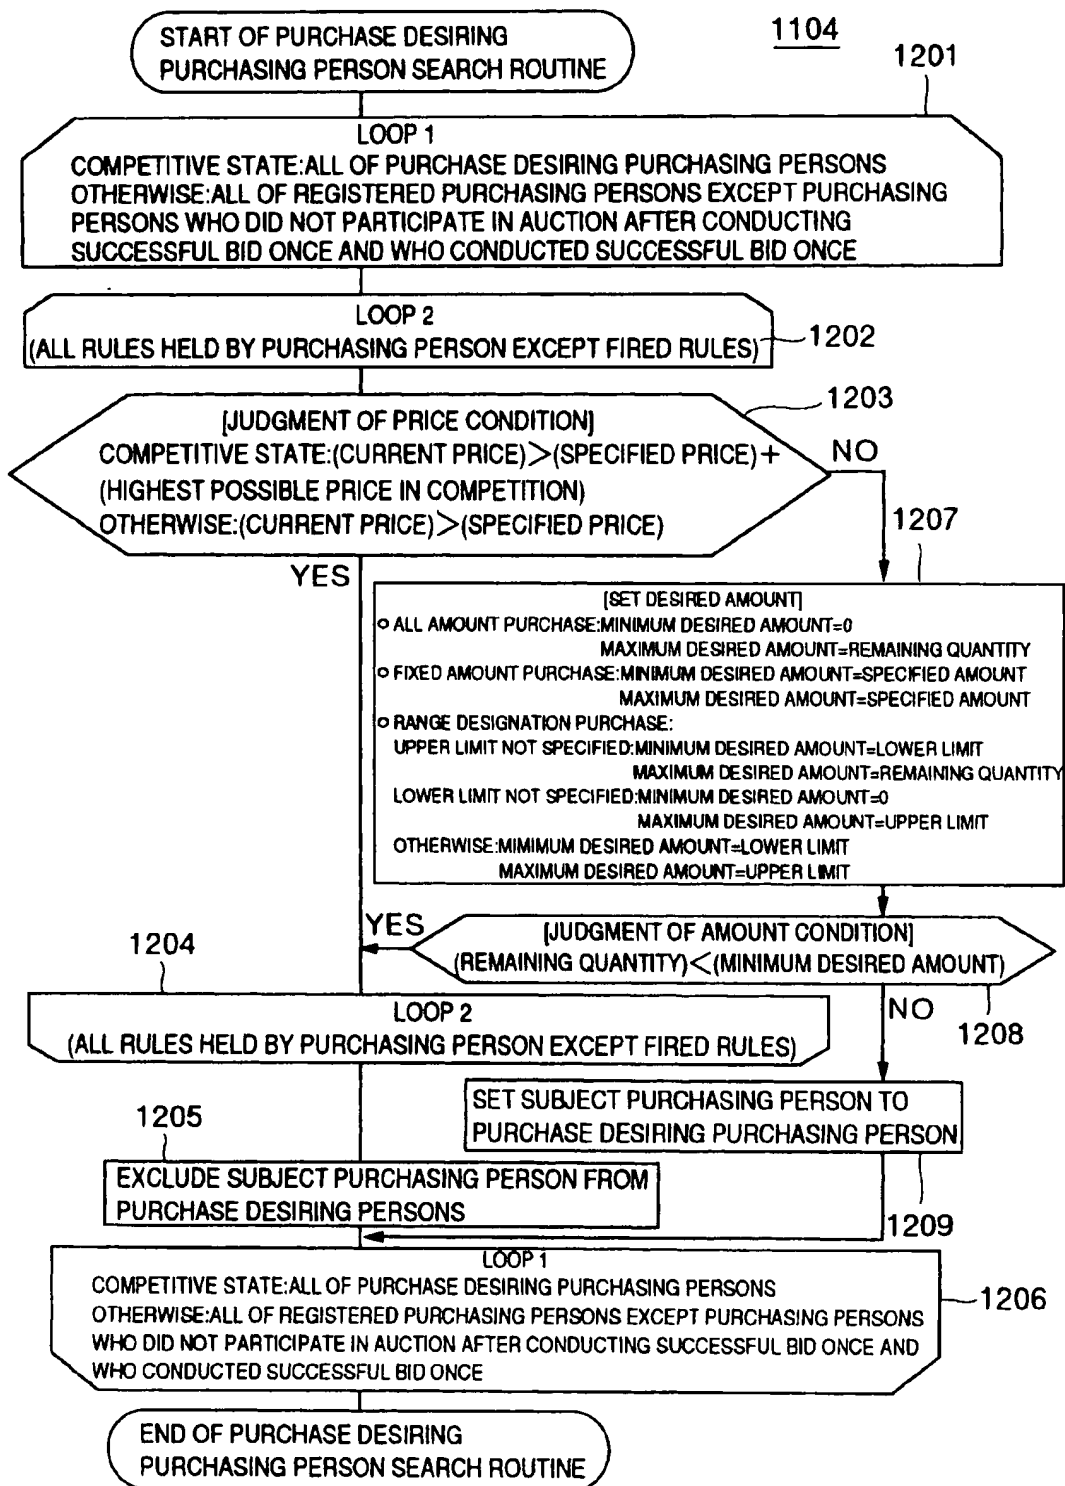 START OF PURCHASE DESIRING
PURCHASING PERSON SEARCH ROUTINE
1104
1201
LOOP 1
COMPETITIVE STATE:ALL OF PURCHASE DESIRING PURCHASING PERSONS
OTHERWISE:ALL OF REGISTERED PURCHASING PERSONS EXCEPT PURCHASING
PERSONS WHO DID NOT PARTICIPATE IN AUCTION AFTER CONDUCTING
SUCCESSFUL BID ONCE AND WHO CONDUCTED SUCCESSFUL BID ONCE
LOOP 2
(ALL RULES HELD BY PURCHASING PERSON EXCEPT FIRED RULES)
1202
1203
[JUDGMENT OF PRICE CONDITION]
COMPETITIVE STATE:(CURRENT PRICE)>(SPECIFIED PRICE)+
(HIGHEST POSSIBLE PRICE IN COMPETITION)
OTHERWISE:(CURRENT PRICE)>(SPECIFIED PRICE)
NO
YES
1207
[SET DESIRED AMOUNT]
o ALL AMOUNT PURCHASE:MINIMUM DESIRED AMOUNT=0
MAXIMUM DESIRED AMOUNT=REMAINING QUANTITY
o FIXED AMOUNT PURCHASE:MINIMUM DESIRED AMOUNT=SPECIFIED AMOUNT
MAXIMUM DESIRED AMOUNT=SPECIFIED AMOUNT
o RANGE DESIGNATION PURCHASE:
UPPER LIMIT NOT SPECIFIED:MINIMUM DESIRED AMOUNT=LOWER LIMIT
MAXIMUM DESIRED AMOUNT=REMAINING QUANTITY
LOWER LIMIT NOT SPECIFIED:MINIMUM DESIRED AMOUNT=0
MAXIMUM DESIRED AMOUNT=UPPER LIMIT
OTHERWISE:MIMIMUM DESIRED AMOUNT=LOWER LIMIT
MAXIMUM DESIRED AMOUNT=UPPER LIMIT
YES
[JUDGMENT OF AMOUNT CONDITION]
(REMAINING QUANTITY)<(MINIMUM DESIRED AMOUNT)
1208
NO
1204
LOOP 2
(ALL RULES HELD BY PURCHASING PERSON EXCEPT FIRED RULES)
SET SUBJECT PURCHASING PERSON TO
PURCHASE DESIRING PURCHASING PERSON
1209
1205
EXCLUDE SUBJECT PURCHASING PERSON FROM
PURCHASE DESIRING PERSONS
LOOP 1
COMPETITIVE STATE:ALL OF PURCHASE DESIRING PURCHASING PERSONS
OTHERWISE:ALL OF REGISTERED PURCHASING PERSONS EXCEPT PURCHASING PERSONS
WHO DID NOT PARTICIPATE IN AUCTION AFTER CONDUCTING SUCCESSFUL BID ONCE AND
WHO CONDUCTED SUCCESSFUL BID ONCE
1206
END OF PURCHASE DESIRING
PURCHASING PERSON SEARCH ROUTINE